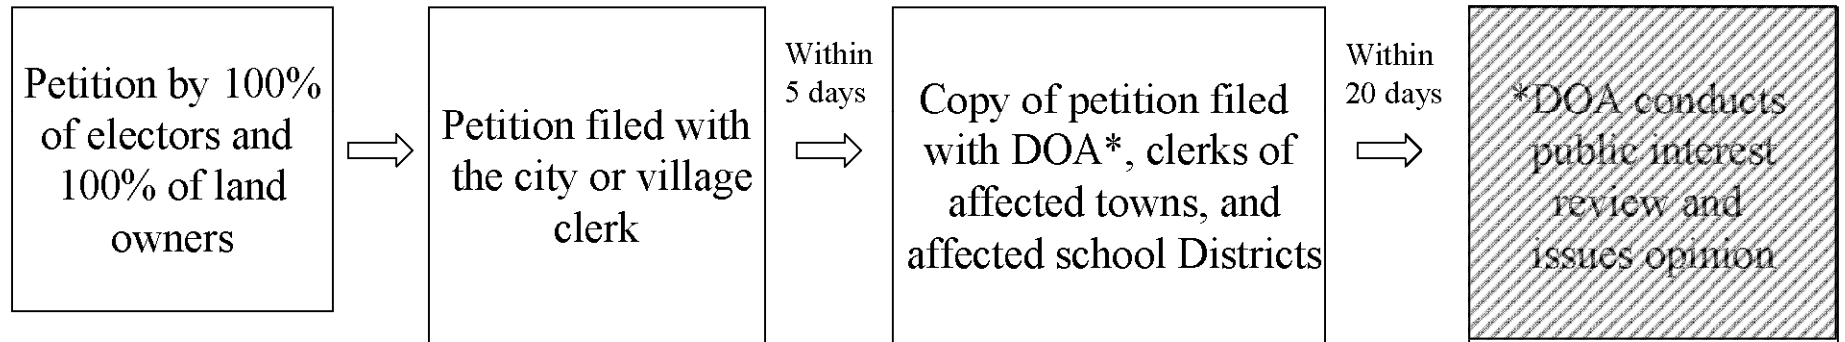 Petition by 100%
of electors and
100% of land
owners
Petition filed with
the city or village
clerk
Within
5 days
Copy of petition filed
with DOA*, clerks of
affected towns, and
affected school Districts
Within
20 days
*DOA conducts
public interest
review and
issues opinion